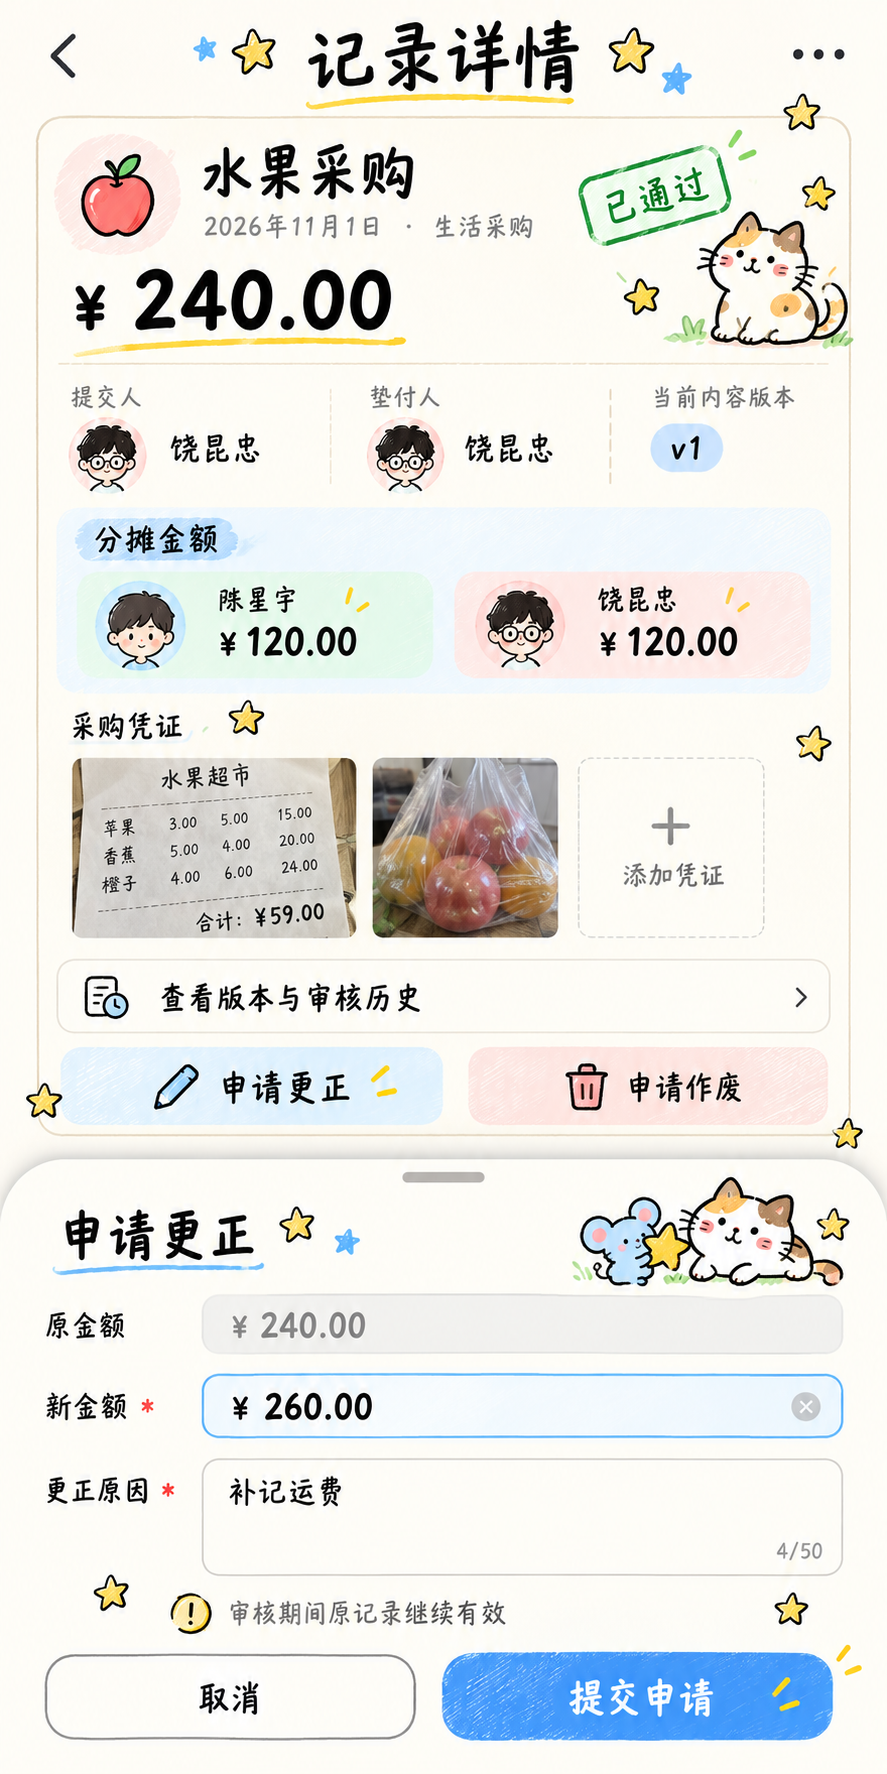 记录详情
水果采购
已通过
2026年11月1日 · 生活采购
¥ 240.00
提交人
垫付人
当前内容版本
饶昆忠
饶昆忠
v1
分摊金额
陈星宇
¥120.00
饶昆忠
¥120.00
采购凭证
水果超市
苹果 3.00 5.00 15.00
香蕉 5.00 4.00 20.00
橙子 4.00 6.00 24.00
合计: ¥59.00
添加凭证
查看版本与审核历史
申请更正
申请作废
申请更正
原金额 ¥ 240.00
新金额 * ¥ 260.00
更正原因 * 补记运费
4/50
审核期间原记录继续有效
取消
提交申请